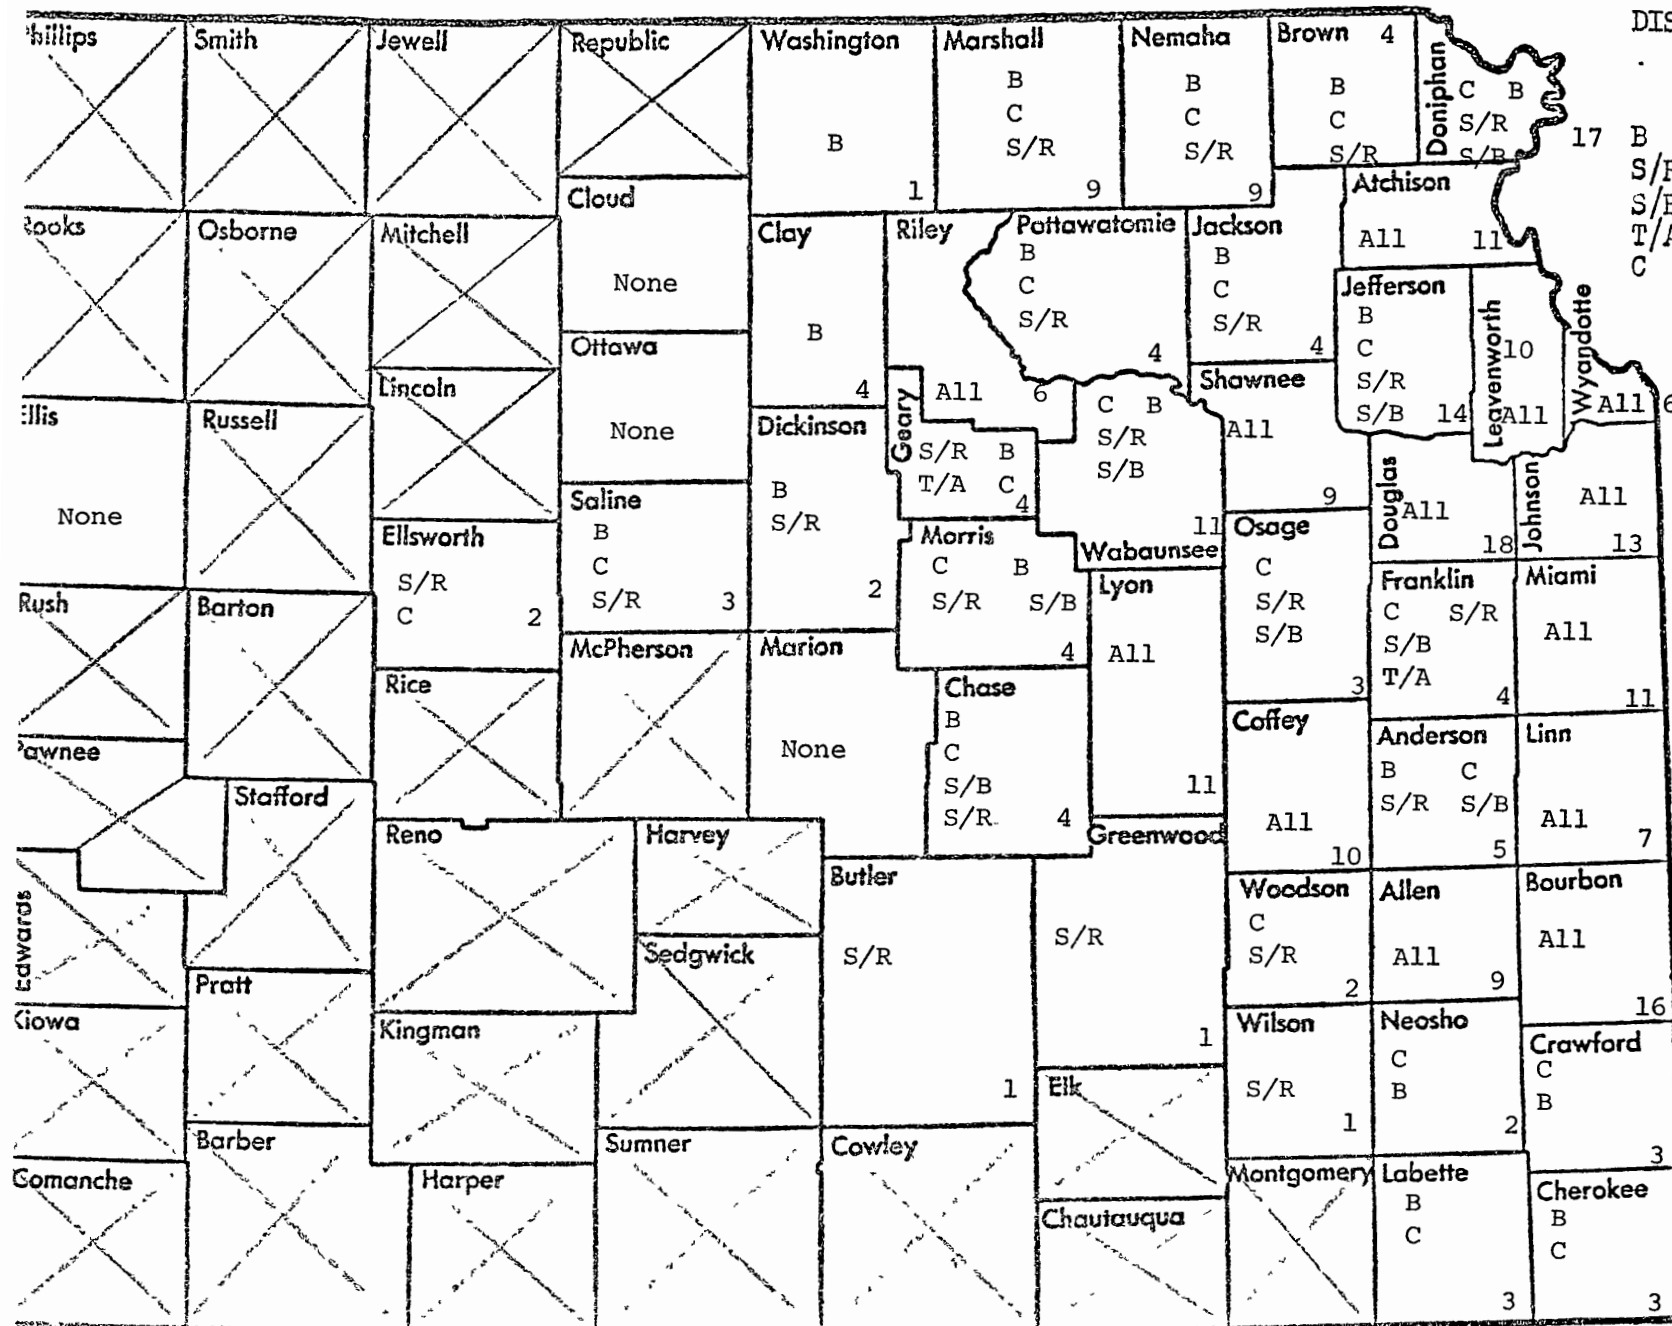 Phillips
Smith
Jewell
Republic
Washington
B
1
Marshall
B
C
S/R
9
Nemaha
B
C
S/R
9
Brown 4
B
C
S/R
Doniphan
C B
S/R
S/B
17
DIS
B
S/R
S/B
T/A
C
Rooks
Osborne
Mitchell
Cloud
None
Clay
B
4
Riley
All 6
Pottawatomie
B
C
S/R
4
Jackson
B
C
S/R
4
Atchison
All 11
Jefferson
B
C
S/R
S/B 14
Leavenworth
10
All
Wyandotte
All 6
Ellis
None
Russell
Lincoln
Ottawa
None
Dickinson
B
S/R
2
Geary
S/R B
T/A C
4
C B
S/R
S/B
11
Wabaunsee
Shawnee
All
9
Douglas
All
18
Johnson
All
13
Rush
Barton
Ellsworth
S/R
C 2
Saline
B
C
S/R 3
Morris
C B
S/R S/B
4
Lyon
All
11
Osage
C
S/R
S/B
3
Franklin
C S/R
S/B
T/A
4
Miami
All
11
Pawnee
Stafford
Rice
McPherson
Marion
None
Chase
B
C
S/B
S/R 4
Coffey
All
10
Anderson
B C
S/R S/B
5
Linn
All
7
Edwards
Reno
Harvey
Butler
S/R
1
Greenwood
S/R
1
Woodson
C
S/R
2
Allen
All
9
Bourbon
All
16
Kiowa
Pratt
Kingman
Sedgwick
Elk
Wilson
S/R
1
Neosho
C
B
2
Crawford
C
B
3
Comanche
Barber
Harper
Sumner
Cowley
Chautauqua
Montgomery
Labette
B
C
3
Cherokee
B
C
3